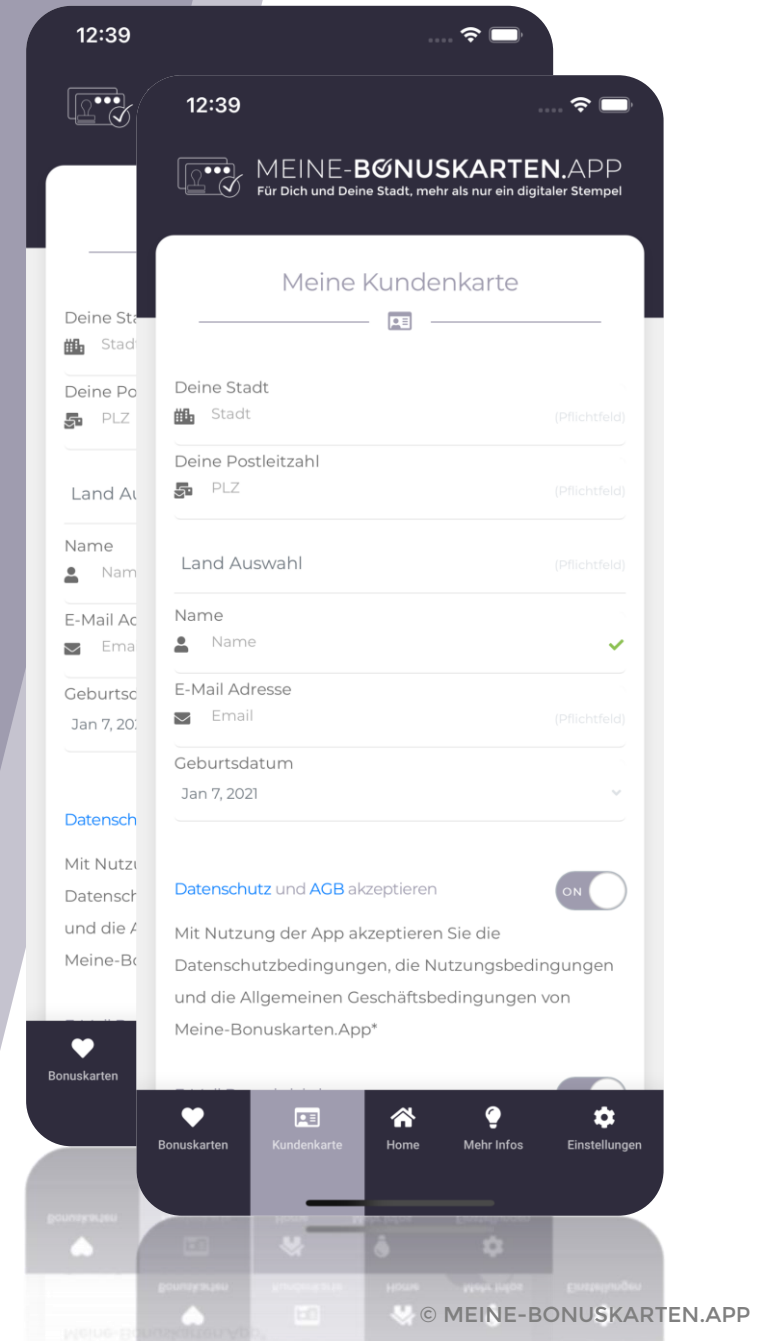 12:39
12:39
MEINE-BONUSKARTEN.APP
Für Dich und Deine Stadt, mehr als nur ein digitaler Stempel
Meine Kundenkarte
Deine Stadt
Stadt (Pflichtfeld)
Deine Postleitzahl
PLZ (Pflichtfeld)
Land Auswahl (Pflichtfeld)
Name
Name
E-Mail Adresse
Email (Pflichtfeld)
Geburtsdatum
Jan 7, 2021
Datenschutz und AGB akzeptieren ON
Mit Nutzung der App akzeptieren Sie die
Datenschutzbedingungen, die Nutzungsbedingungen
und die Allgemeinen Geschäftsbedingungen von
Meine-Bonuskarten.App*
Bonuskarten Kundenkarte Home Mehr Infos Einstellungen
Deine Sta
Stad
Deine Po
PLZ
Land Au
Name
Nam
E-Mail Ad
Ema
Geburtsd
Jan 7, 202
Datensch
Mit Nutzu
Datensch
und die A
Meine-Bo
Bonuskarten
© MEINE-BONUSKARTEN.APP